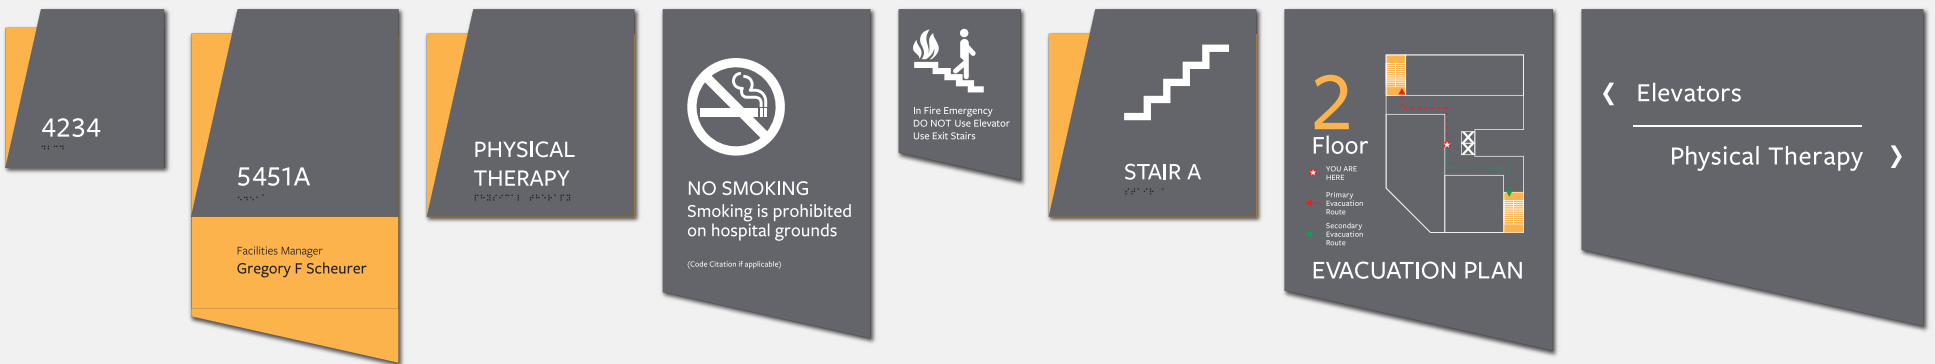 4234
5451A
Facilities Manager
Gregory F Scheurer
PHYSICAL
THERAPY
NO SMOKING
Smoking is prohibited
on hospital grounds
(Code Citation if applicable)
In Fire Emergency
DO NOT Use Elevator
Use Exit Stairs
STAIR A
2
Floor
YOU ARE
HERE
Primary
Evacuation
Route
Secondary
Evacuation
Route
EVACUATION PLAN
Elevators
Physical Therapy